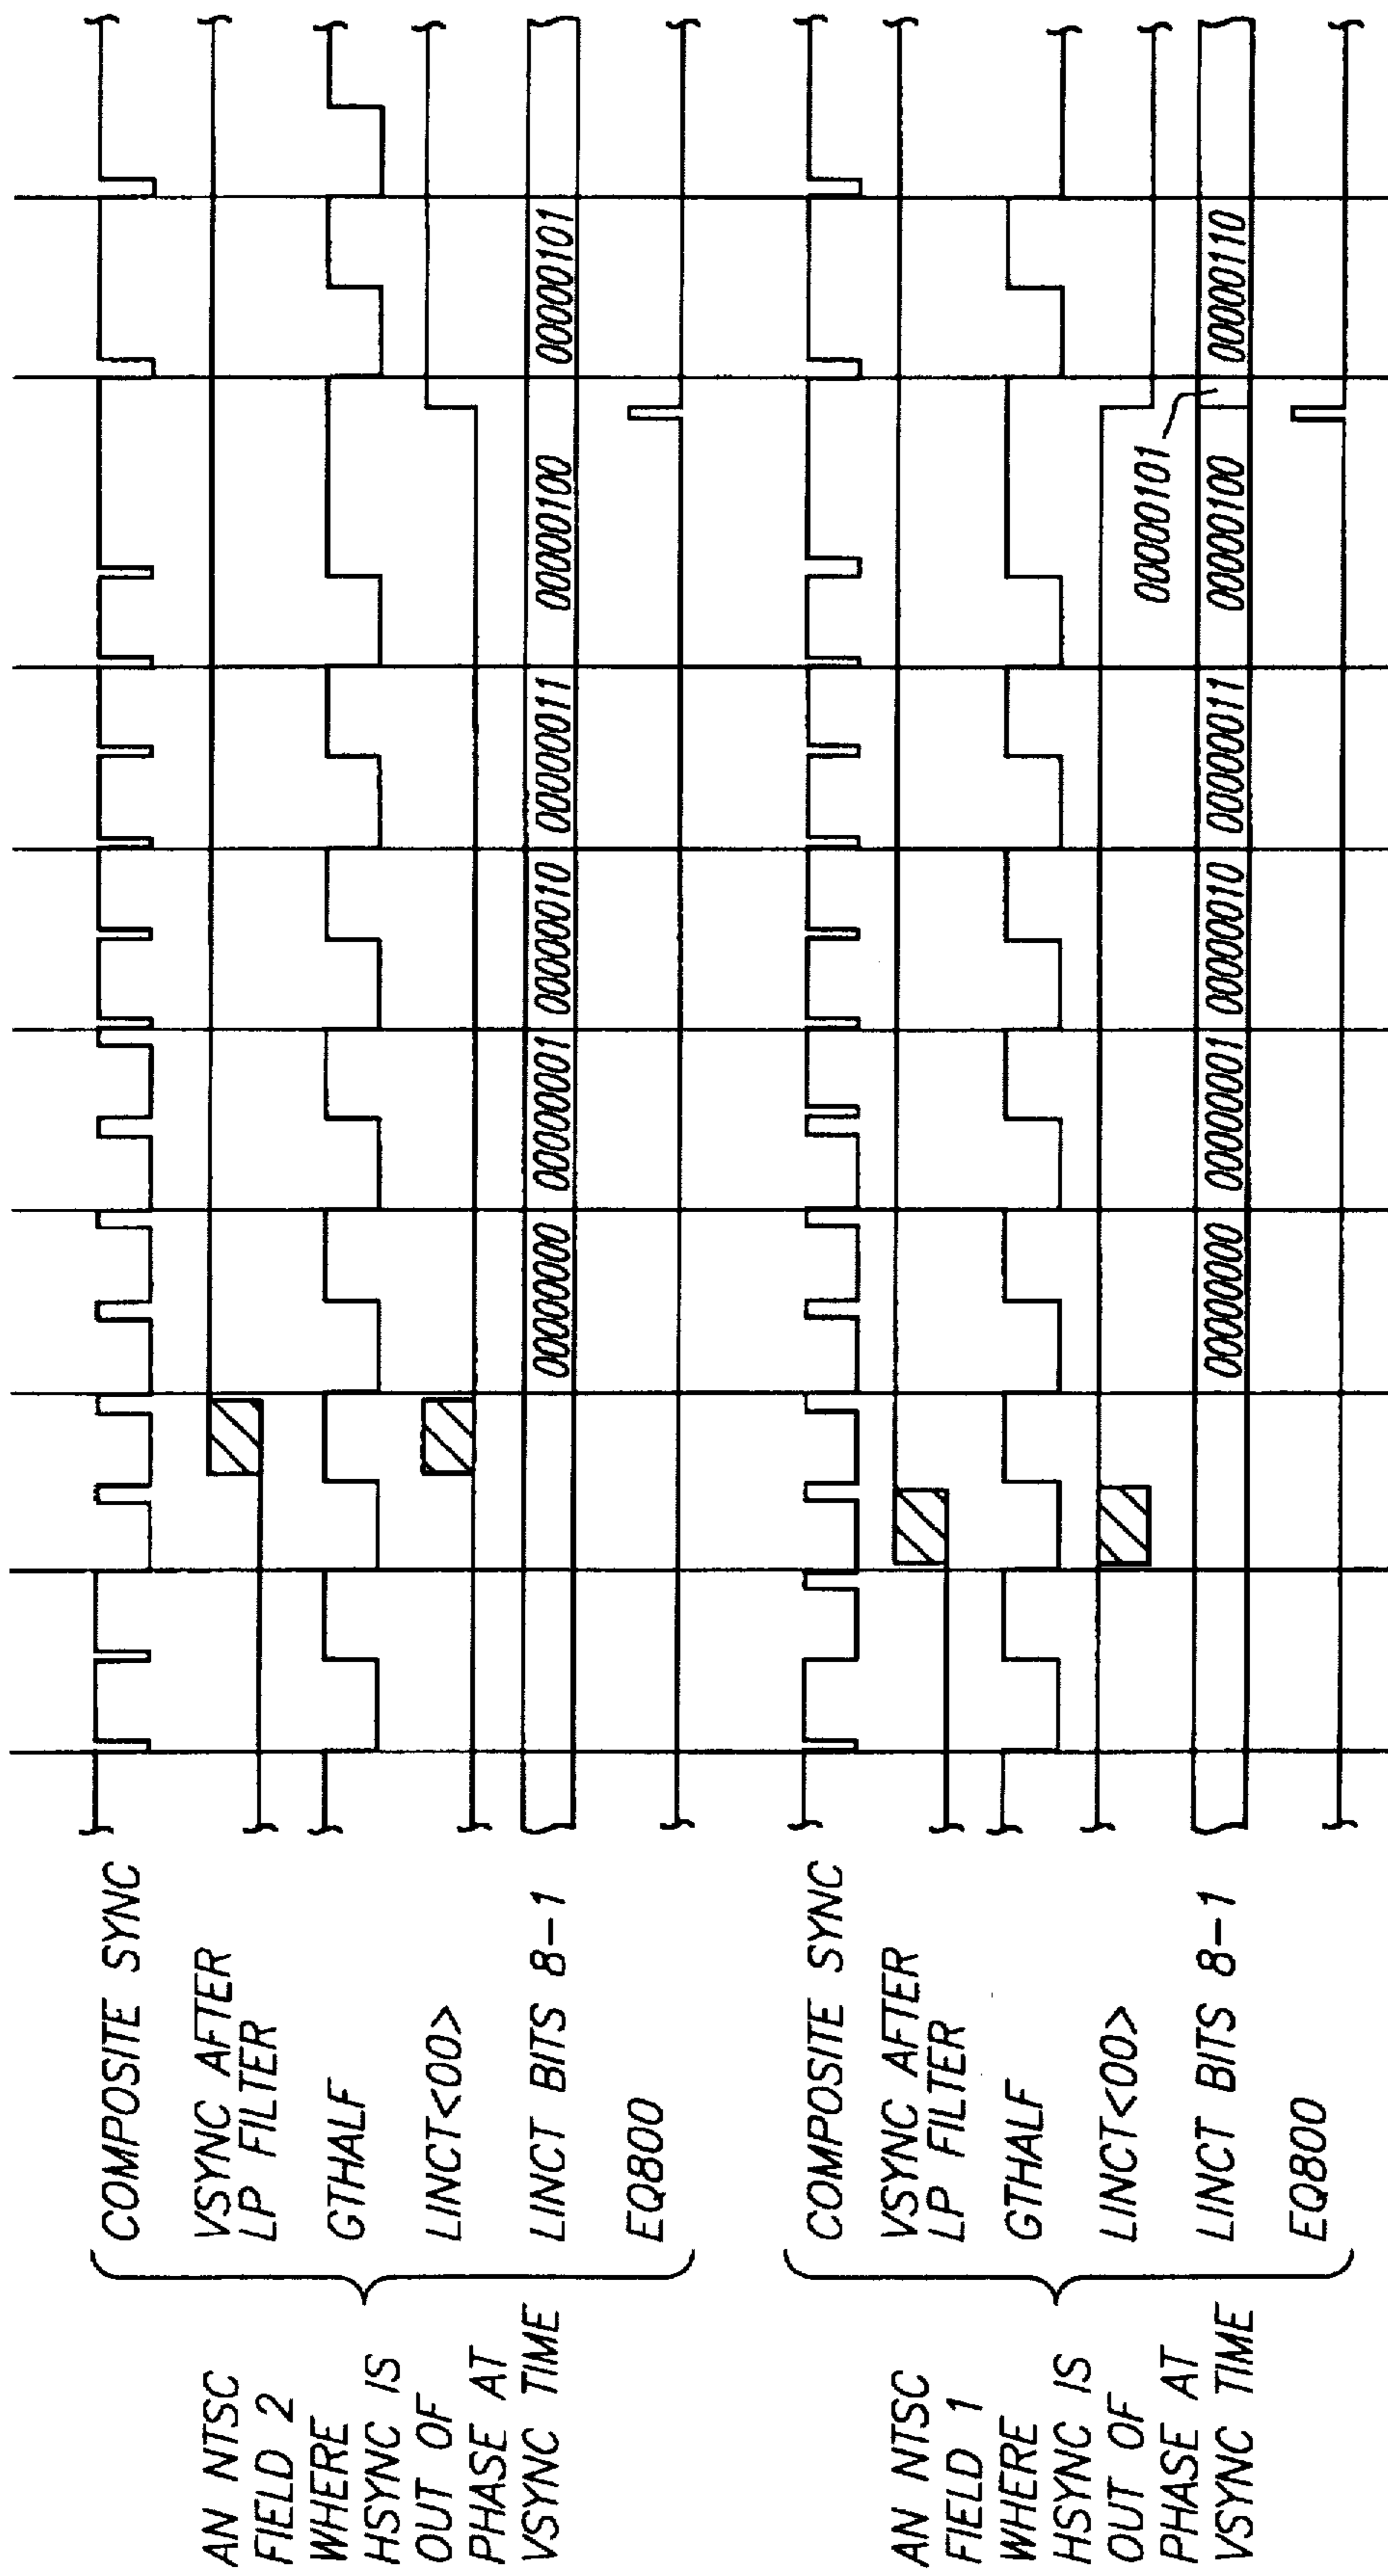 AN NTSC
FIELD 2
WHERE
HSYNC IS
OUT OF
PHASE AT
VSYNC TIME
COMPOSITE SYNC
VSYNC AFTER
LP FILTER
GTHALF
LINCT<00>
LINCT BITS 8-1
00000000 00000001 00000010 00000011 00000100 00000101
EQ800
AN NTSC
FIELD 1
WHERE
HSYNC IS
OUT OF
PHASE AT
VSYNC TIME
COMPOSITE SYNC
VSYNC AFTER
LP FILTER
GTHALF
LINCT<00>
00000101
LINCT BITS 8-1
00000000 00000001 00000010 00000011 00000100 00000110
EQ800